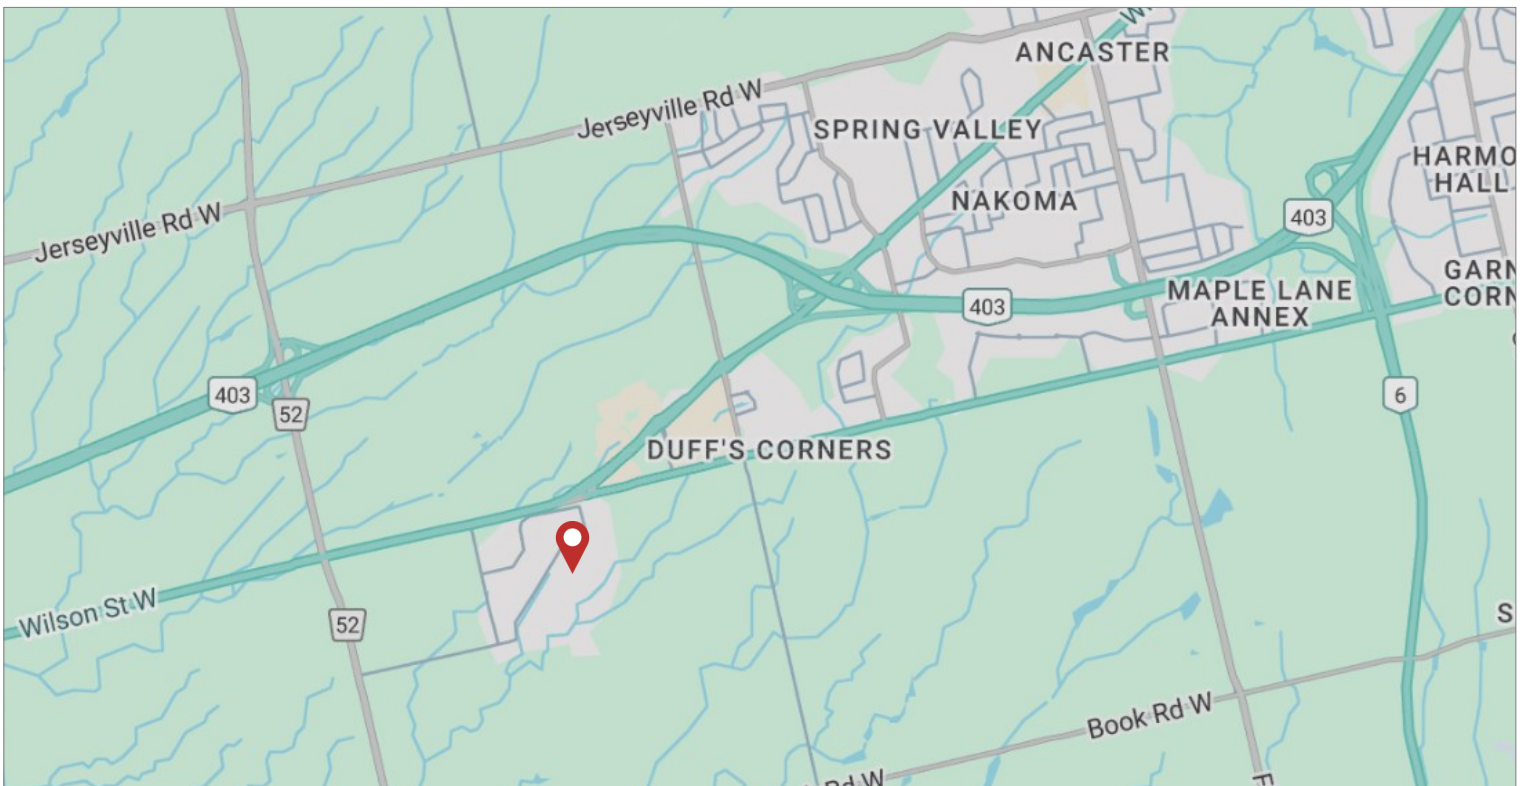 Wi
ANCASTER
Jerseyville Rd W
SPRING VALLEY
HARMO
HALL
NAKOMA
Jerseyville Rd W
403
GARN
CORN
MAPLE LANE
ANNEX
403
403
52
6
DUFF'S CORNERS
Wilson St W
52
S
Book Rd W
Rd W